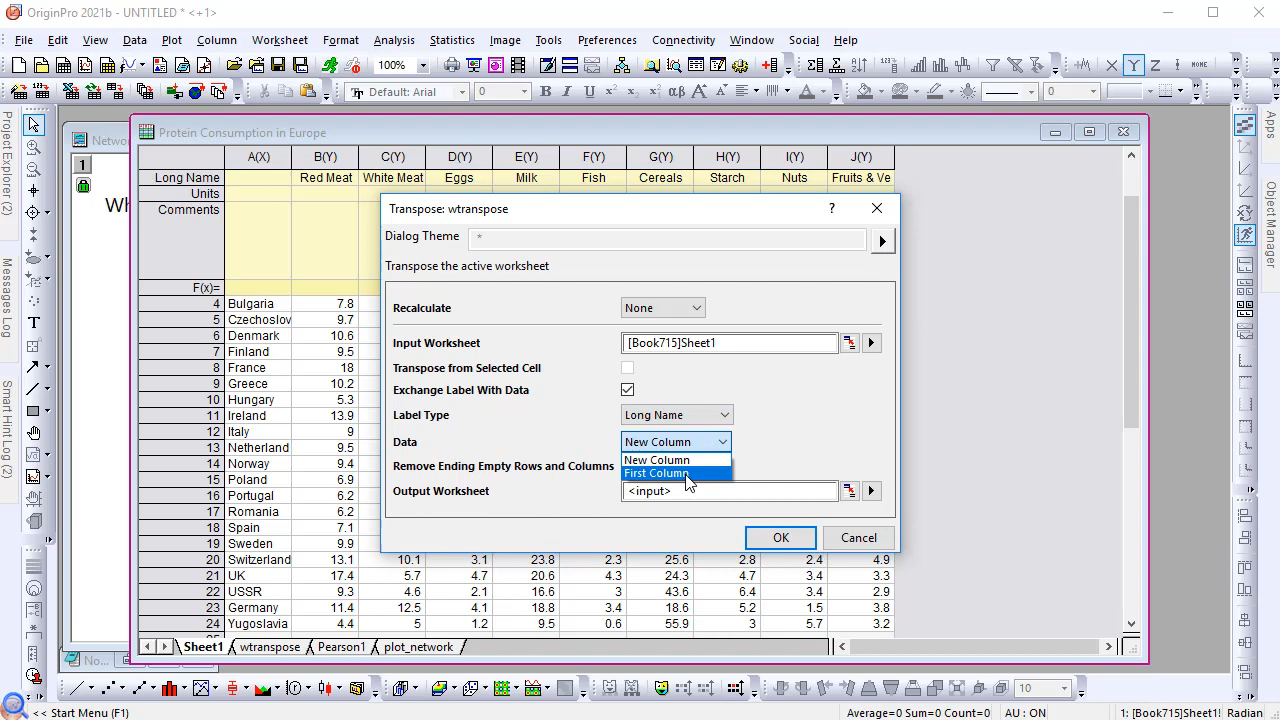 OriginPro 2021b - UNTITLED * <+1>
File Edit View Data Plot Column Worksheet Format Analysis Statistics Image Tools Preferences Connectivity Window Social Help
100%
Default: Arial 0 B I U 0
Project Explorer (2)
Messages Log
Smart Hint Log (2)
Apps
Object Manager
Network
1
Wh
Protein Consumption in Europe
A(X) B(Y) C(Y) D(Y) E(Y) F(Y) G(Y) H(Y) I(Y) J(Y)
Long Name Red Meat White Meat Eggs Milk Fish Cereals Starch Nuts Fruits & Ve
Units
Comments
F(x)=
4 Bulgaria 7.8
5 Czechoslov 9.7
6 Denmark 10.6
7 Finland 9.5
8 France 18
9 Greece 10.2
10 Hungary 5.3
11 Ireland 13.9
12 Italy 9
13 Netherland 9.5
14 Norway 9.4
15 Poland 6.9
16 Portugal 6.2
17 Romania 6.2
18 Spain 7.1
19 Sweden 9.9
20 Switzerland 13.1 10.1 3.1 23.8 2.3 25.6 2.8 2.4 4.9
21 UK 17.4 5.7 4.7 20.6 4.3 24.3 4.7 3.4 3.3
22 USSR 9.3 4.6 2.1 16.6 3 43.6 6.4 3.4 2.9
23 Germany 11.4 12.5 4.1 18.8 3.4 18.6 5.2 1.5 3.8
24 Yugoslavia 4.4 5 1.2 9.5 0.6 55.9 3 5.7 3.2
Transpose: wtranspose ?
Dialog Theme *
Transpose the active worksheet
Recalculate None
Input Worksheet [Book715]Sheet1
Transpose from Selected Cell
Exchange Label With Data
Label Type Long Name
Data New Column
New Column
First Column
Remove Ending Empty Rows and Columns
Output Worksheet <input>
OK Cancel
Sheet1 wtranspose Pearson1 plot_network
No...
10
<< Start Menu (F1) Average=0 Sum=0 Count=0 AU : ON 1: [Book715]Sheet1! Radian